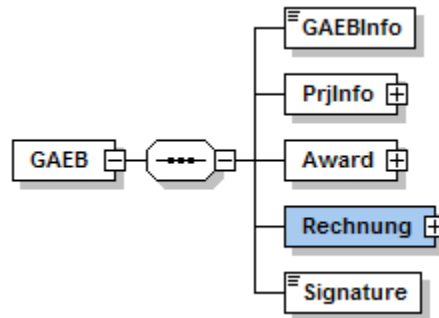 GAEB
GAEBInfo
PrjInfo
Award
Rechnung
Signature